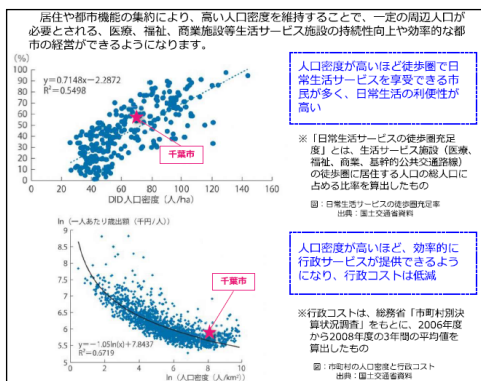 居住や都市機能の集約により、高い人口密度を維持することで、一定の周辺人口が
必要とされる、医療、福祉、商業施設等生活サービス施設の持続性向上や効率的な都
市の経営ができるようになります。
(%)
100
90
80
70
60
50
40
30
20
10
0
y=0.7148x-2.2872
R²=0.5498
千葉市
0 20 40 60 80 100 120 140 160
DID人口密度〔人/ha〕
人口密度が高いほど徒歩圏で日
常生活サービスを享受できる市
民が多く、日常生活の利便性が
高い
※「日常生活サービスの徒歩圏充足
度」とは、生活サービス施設（医療、
福祉、商業、基幹的公共交通路線）
の徒歩圏に居住する人口の総人口に
占める比率を算出したもの
図：日常生活サービスの徒歩圏充足率
出典：国土交通省資料
ln（一人あたり歳出額（千円/人））
9.0
8.5
8.0
7.5
7.0
6.5
6.0
5.5
5.0
千葉市
y=-1.05ln(x)+7.8437
R²=0.6719
0 1 2 3 4 5 6 7 8 9 10
ln（人口密度〔人/km²〕）
人口密度が高いほど、効率的に
行政サービスが提供できるよう
になり、行政コストは低減
※行政コストは、総務省「市町村別決
算状況調査」をもとに、2006年度
から2008年度の3年間の平均値を
算出したもの
図：市町村の人口密度と行政コスト
出典：国土交通省資料